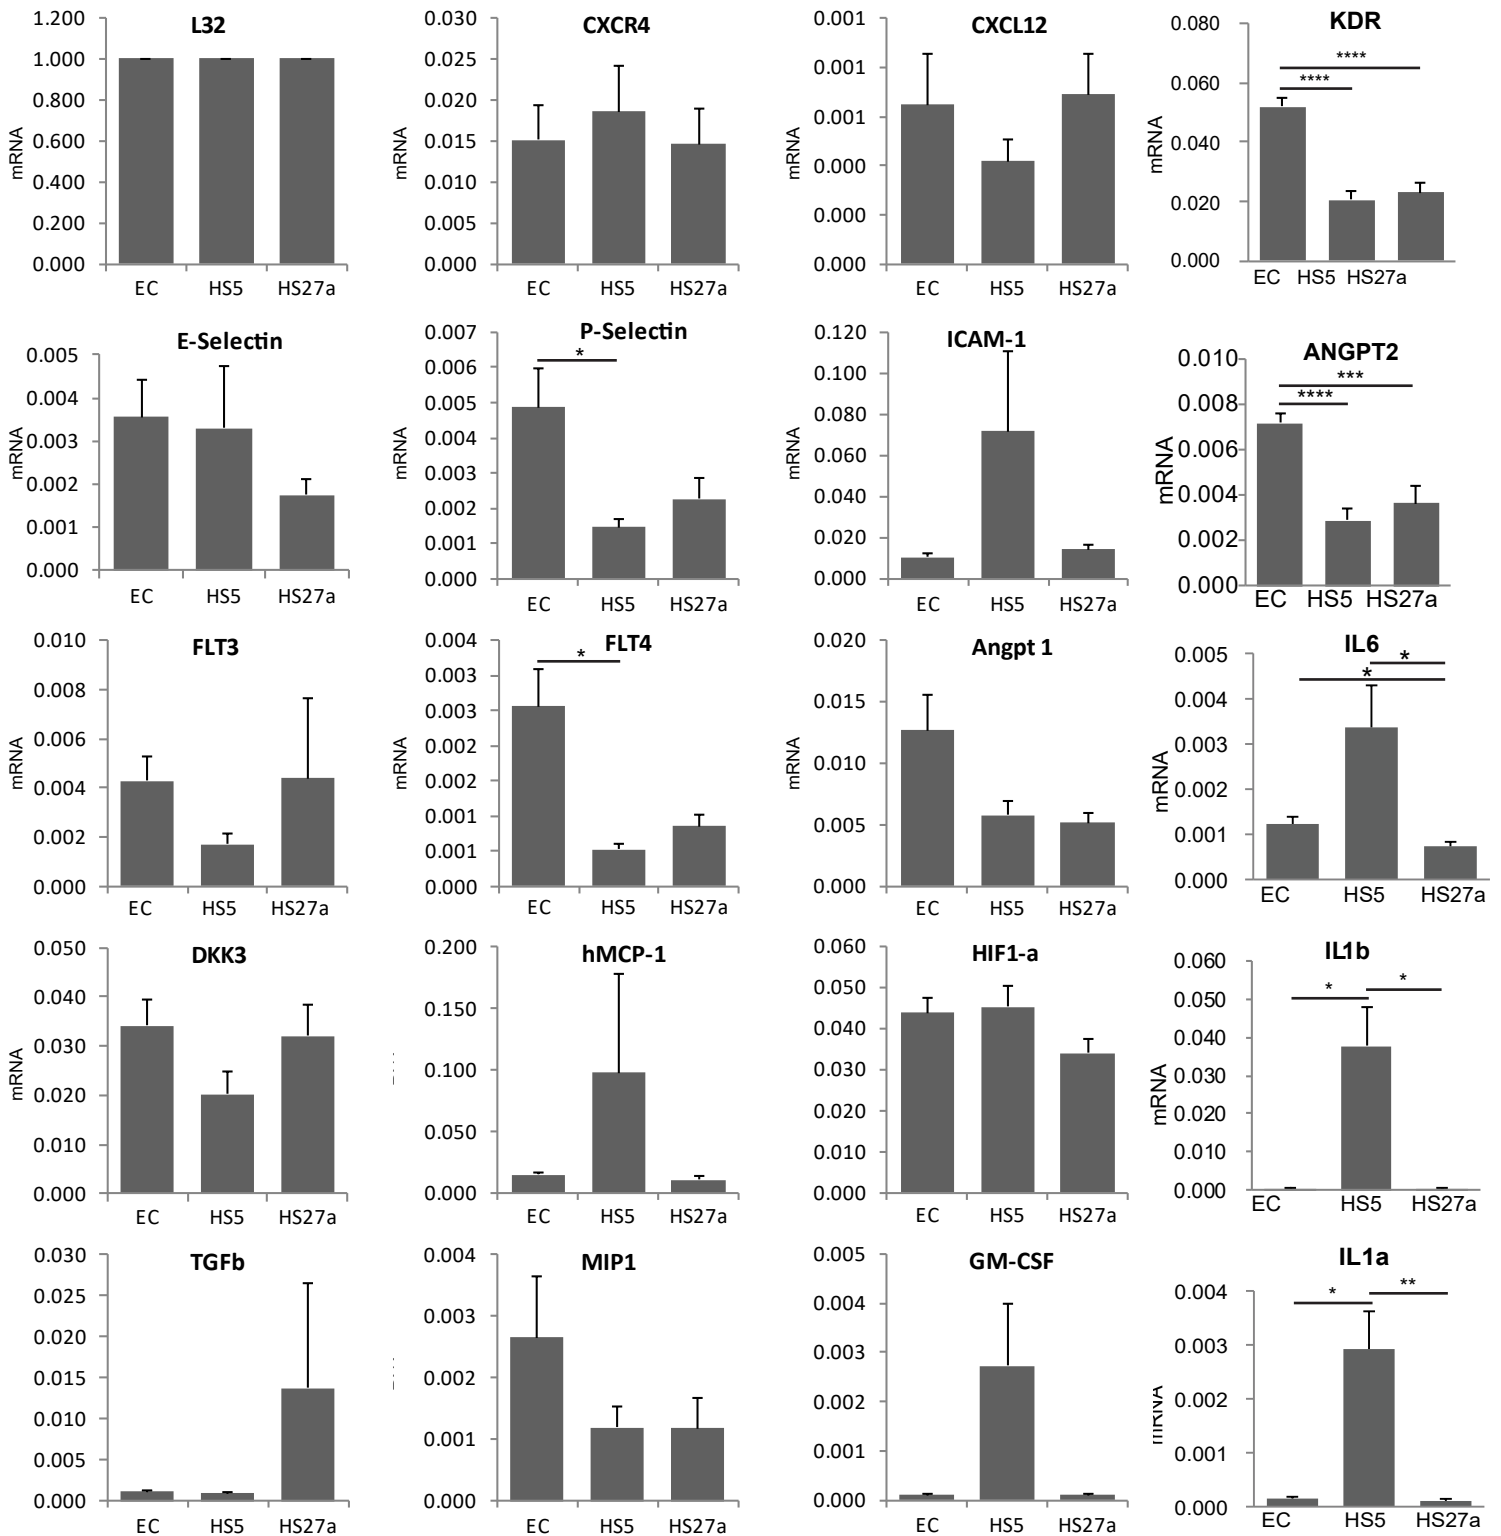 L32
mRNA
1.200
1.000
0.800
0.600
0.400
0.200
0.000
EC HS5 HS27a
CXCR4
mRNA
0.030
0.025
0.020
0.015
0.010
0.005
0.000
EC HS5 HS27a
CXCL12
mRNA
0.001
0.001
0.001
0.000
0.000
0.000
EC HS5 HS27a
KDR
mRNA
0.080
0.060
0.040
0.020
0.000
****
****
EC HS5 HS27a
E-Selectin
mRNA
0.005
0.004
0.003
0.002
0.001
0.000
EC HS5 HS27a
P-Selectin
mRNA
0.007
0.006
0.005
0.004
0.003
0.002
0.001
0.000
*
EC HS5 HS27a
ICAM-1
mRNA
0.120
0.100
0.080
0.060
0.040
0.020
0.000
EC HS5 HS27a
ANGPT2
mRNA
0.010
0.008
0.006
0.004
0.002
0.000
***
****
EC HS5 HS27a
FLT3
mRNA
0.010
0.008
0.006
0.004
0.002
0.000
EC HS5 HS27a
FLT4
mRNA
0.004
0.003
0.003
0.002
0.002
0.001
0.001
0.000
*
EC HS5 HS27a
Angpt 1
mRNA
0.020
0.015
0.010
0.005
0.000
EC HS5 HS27a
IL6
mRNA
0.005
0.004
0.003
0.002
0.001
0.000
*
*
EC HS5 HS27a
DKK3
mRNA
0.050
0.040
0.030
0.020
0.010
0.000
EC HS5 HS27a
hMCP-1
0.200
0.150
0.100
0.050
0.000
EC HS5 HS27a
HIF1-a
0.060
0.050
0.040
0.030
0.020
0.010
0.000
EC HS5 HS27a
IL1b
mRNA
0.060
0.050
0.040
0.030
0.020
0.010
0.000
* *
EC HS5 HS27a
TGFb
0.030
0.025
0.020
0.015
0.010
0.005
0.000
EC HS5 HS27a
MIP1
0.004
0.003
0.002
0.001
0.000
EC HS5 HS27a
GM-CSF
0.005
0.004
0.003
0.002
0.001
0.000
EC HS5 HS27a
IL1a
mRNA
0.004
0.003
0.002
0.001
0.000
* **
EC HS5 HS27a